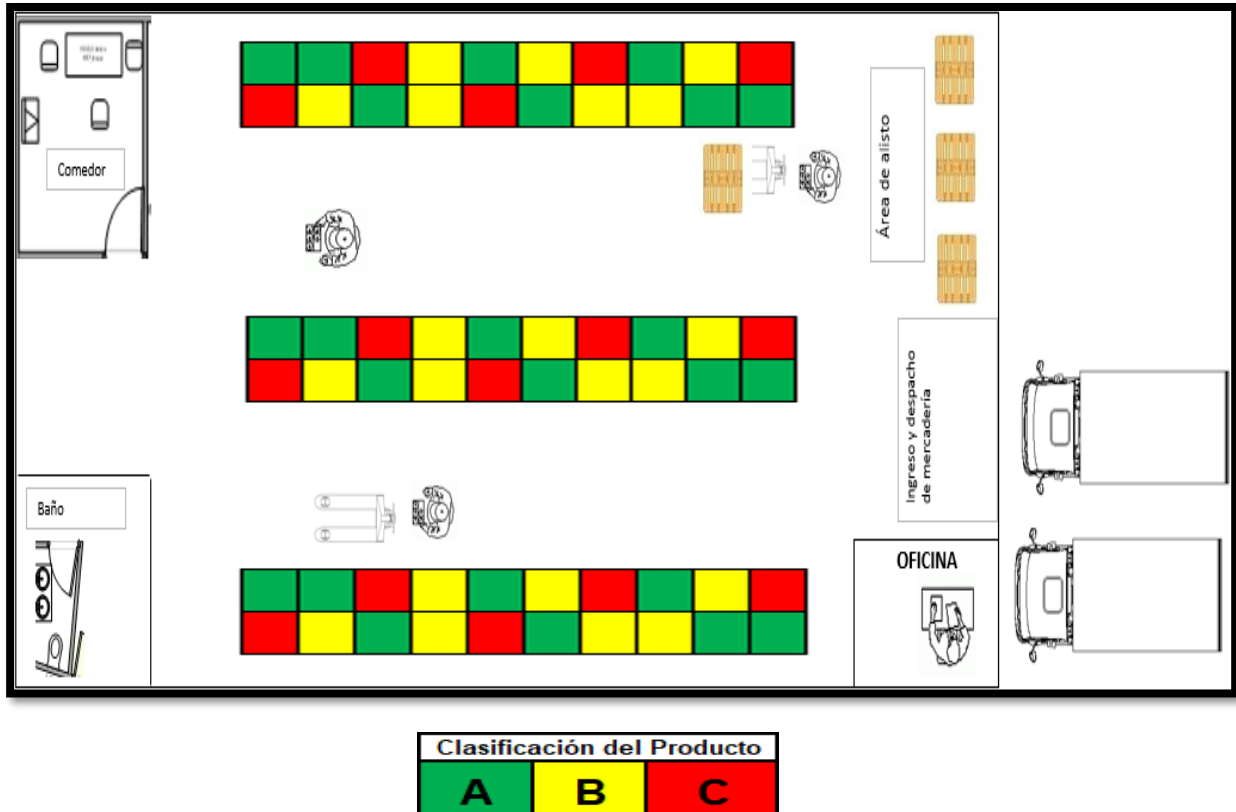 Comedor
Área de alisto
Ingreso y despacho
de mercadería
Baño
OFICINA
Clasificación del Producto
A B C